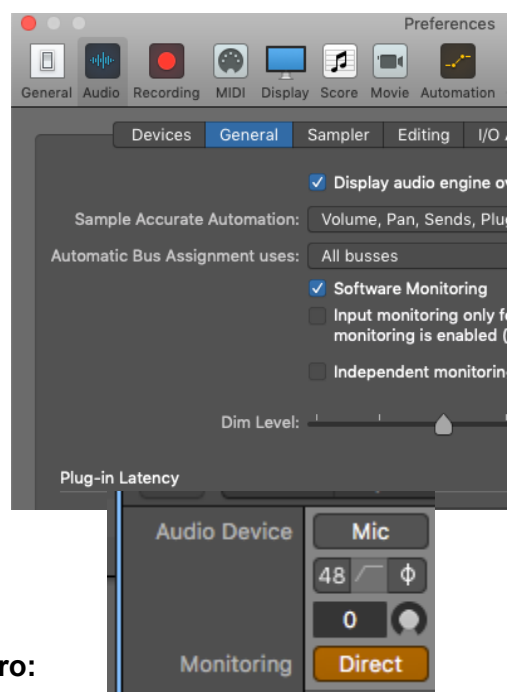 Preferences
General Audio Recording MIDI Display Score Movie Automation
Devices General Sampler Editing I/O
Display audio engine
Sample Accurate Automation: Volume, Pan, Sends,
Automatic Bus Assignment uses: All busses
Software Monitoring
Input monitoring only
monitoring is enabled (
Independent
Dim Level:
Plug-in Latency
Audio Device Mic
48 Φ
0
Monitoring Direct
ro: